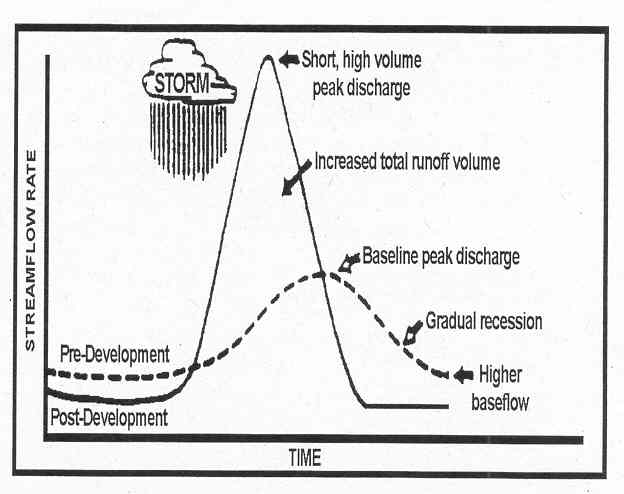 STORM
Short, high volume
peak discharge
Increased total runoff volume
Baseline peak discharge
Gradual recession
Higher
baseflow
Pre-Development
Post-Development
STREAMFLOW RATE
TIME